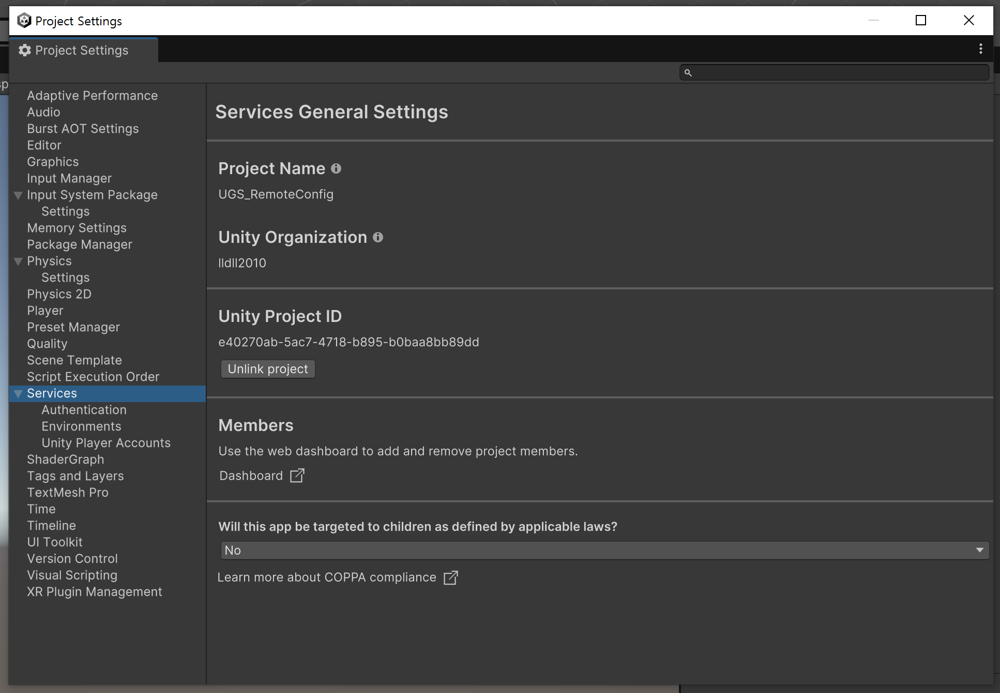 Project Settings
Project Settings
sp
Adaptive Performance
Audio
Burst AOT Settings
Editor
Graphics
Input Manager
Input System Package
Settings
Memory Settings
Package Manager
Physics
Settings
Physics 2D
Player
Preset Manager
Quality
Scene Template
Script Execution Order
Services
Authentication
Environments
Unity Player Accounts
ShaderGraph
Tags and Layers
TextMesh Pro
Time
Timeline
UI Toolkit
Version Control
Visual Scripting
XR Plugin Management
Services General Settings
Project Name
UGS_RemoteConfig
Unity Organization
lldll2010
Unity Project ID
e40270ab-5ac7-4718-b895-b0baa8bb89dd
Unlink project
Members
Use the web dashboard to add and remove project members.
Dashboard
Will this app be targeted to children as defined by applicable laws?
No
Learn more about COPPA compliance